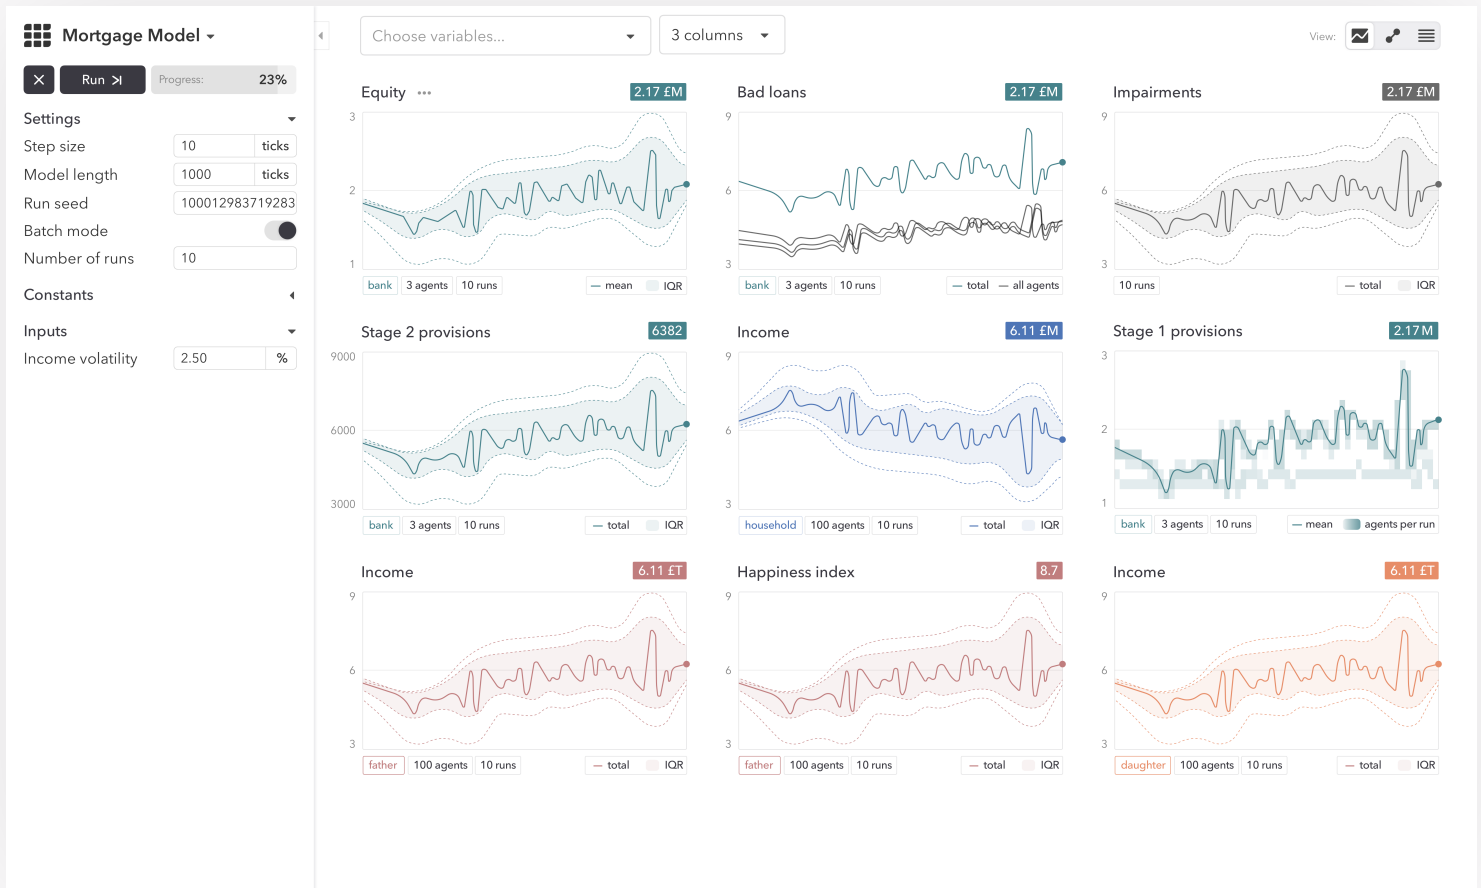 Mortgage Model
Run
Progress: 23%
Settings
Step size 10 ticks
Model length 1000 ticks
Run seed 100012983719283
Batch mode
Number of runs 10
Constants
Inputs
Income volatility 2.50 %
Choose variables...
3 columns
View:
Equity ••• 2.17 £M
3
2
1
bank 3 agents 10 runs mean IQR
Bad loans 2.17 £M
9
6
3
bank 3 agents 10 runs total all agents
Impairments 2.17 £M
9
6
3
10 runs total IQR
Stage 2 provisions 6382
9000
6000
3000
bank 3 agents 10 runs total IQR
Income 6.11 £M
9
6
3
household 100 agents 10 runs total IQR
Stage 1 provisions 2.17 M
3
2
1
bank 3 agents 10 runs mean agents per run
Income 6.11 £T
9
6
3
father 100 agents 10 runs total IQR
Happiness index 8.7
9
6
3
father 100 agents 10 runs total IQR
Income 6.11 £T
9
6
3
daughter 100 agents 10 runs total IQR